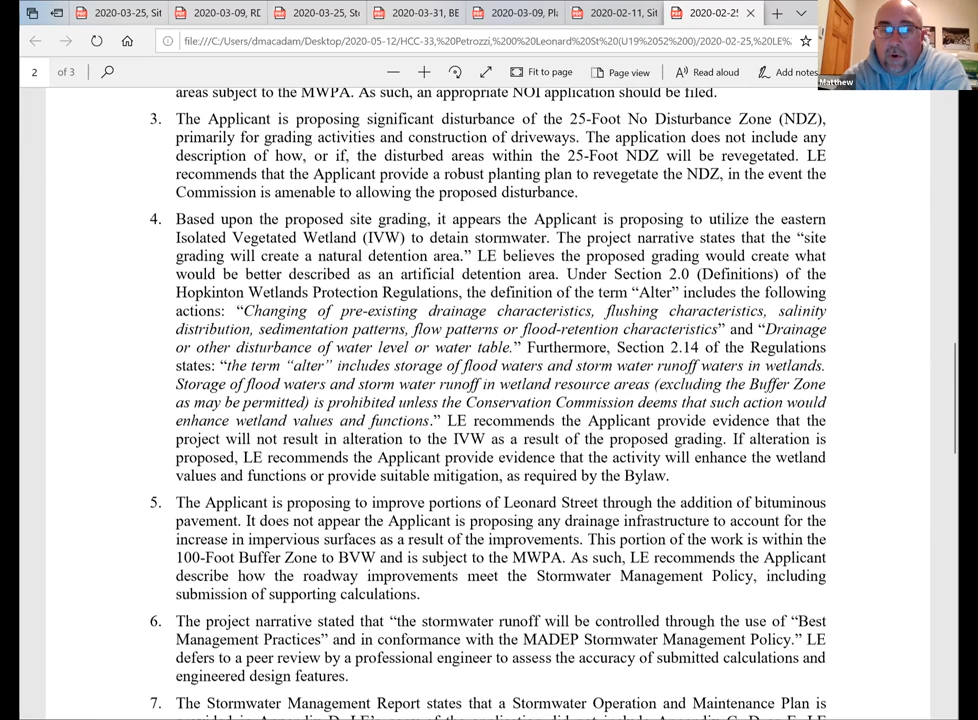 2020-03-25, Sit
2020-03-09, RD
2020-03-25, Sto
2020-03-31, BE
2020-03-09, Pla
2020-02-11, Sit
2020-02-25
file:///C:/Users/dmacadam/Desktop/2020-05-12/HCC-33,%20Petrozzi,%200%20Leonard%20St(U19%2052%200)/2020-02-25,%20LE%
2 of 3
Fit to page
Page view
Read aloud
Add notes
Matthew
areas subject to the MWPA. As such, an appropriate NOI application should be filed.
3. The Applicant is proposing significant disturbance of the 25-Foot No Disturbance Zone (NDZ),
primarily for grading activities and construction of driveways. The application does not include any
description of how, or if, the disturbed areas within the 25-Foot NDZ will be revegetated. LE
recommends that the Applicant provide a robust planting plan to revegetate the NDZ, in the event the
Commission is amenable to allowing the proposed disturbance.
4. Based upon the proposed site grading, it appears the Applicant is proposing to utilize the eastern
Isolated Vegetated Wetland (IVW) to detain stormwater. The project narrative states that the “site
grading will create a natural detention area.” LE believes the proposed grading would create what
would be better described as an artificial detention area. Under Section 2.0 (Definitions) of the
Hopkinton Wetlands Protection Regulations, the definition of the term “Alter” includes the following
actions: “Changing of pre-existing drainage characteristics, flushing characteristics, salinity
distribution, sedimentation patterns, flow patterns or flood-retention characteristics” and “Drainage
or other disturbance of water level or water table.” Furthermore, Section 2.14 of the Regulations
states: “the term “alter” includes storage of flood waters and storm water runoff waters in wetlands.
Storage of flood waters and storm water runoff in wetland resource areas (excluding the Buffer Zone
as may be permitted) is prohibited unless the Conservation Commission deems that such action would
enhance wetland values and functions.” LE recommends the Applicant provide evidence that the
project will not result in alteration to the IVW as a result of the proposed grading. If alteration is
proposed, LE recommends the Applicant provide evidence that the activity will enhance the wetland
values and functions or provide suitable mitigation, as required by the Bylaw.
5. The Applicant is proposing to improve portions of Leonard Street through the addition of bituminous
pavement. It does not appear the Applicant is proposing any drainage infrastructure to account for the
increase in impervious surfaces as a result of the improvements. This portion of the work is within the
100-Foot Buffer Zone to BVW and is subject to the MWPA. As such, LE recommends the Applicant
describe how the roadway improvements meet the Stormwater Management Policy, including
submission of supporting calculations.
6. The project narrative stated that “the stormwater runoff will be controlled through the use of “Best
Management Practices” and in conformance with the MADEP Stormwater Management Policy.” LE
defers to a peer review by a professional engineer to assess the accuracy of submitted calculations and
engineered design features.
7. The Stormwater Management Report states that a Stormwater Operation and Maintenance Plan is